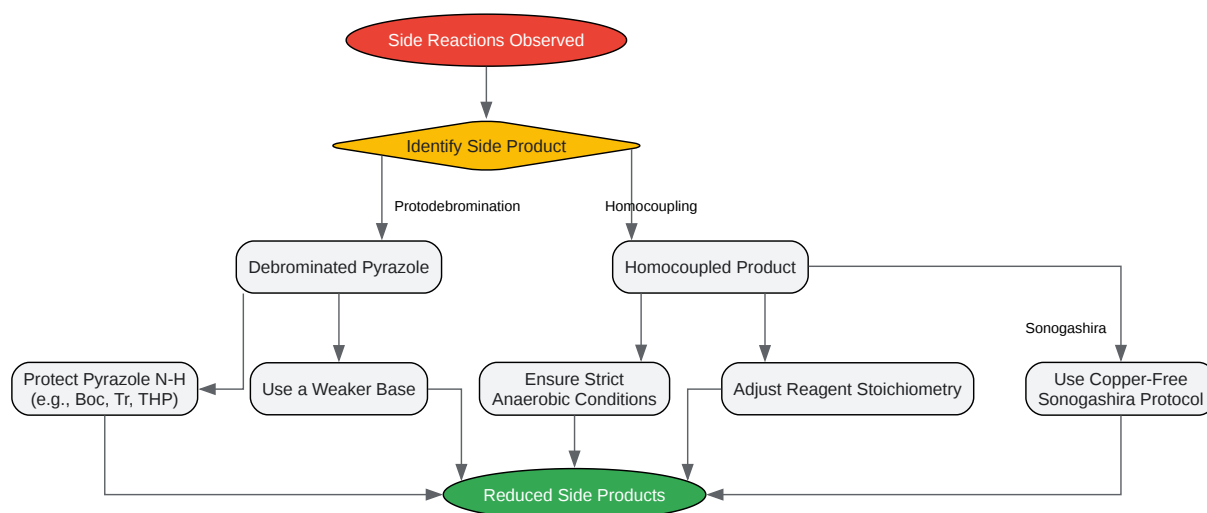 Side Reactions Observed
Identify Side Product
Protodebromination
Homocoupling
Debrominated Pyrazole
Homocoupled Product
Sonogashira
Protect Pyrazole N-H
(e.g., Boc, Tr, THP)
Use a Weaker Base
Ensure Strict
Anaerobic Conditions
Adjust Reagent Stoichiometry
Use Copper-Free
Sonogashira Protocol
Reduced Side Products